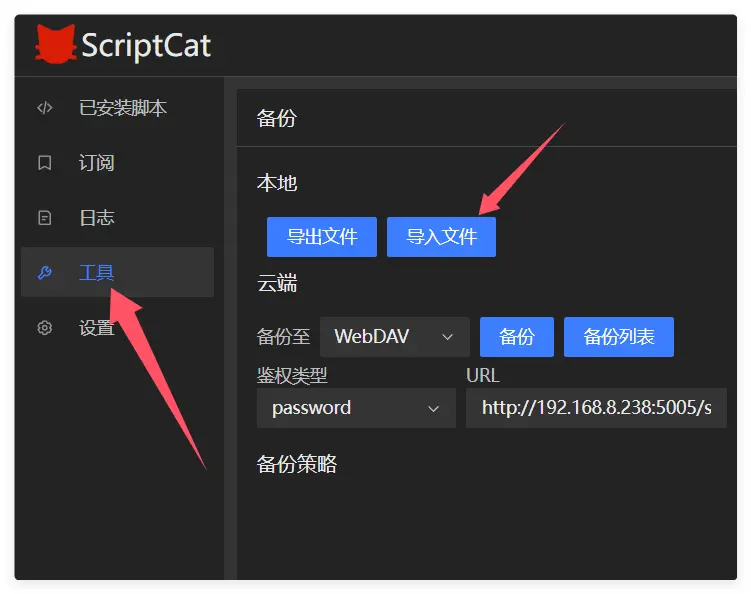 ScriptCat
已安装脚本
订阅
日志
工具
设置
备份
本地
导出文件 导入文件
云端
备份至 WebDAV 备份 备份列表
鉴权类型 URL
password http://192.168.8.238:5005/s
备份策略